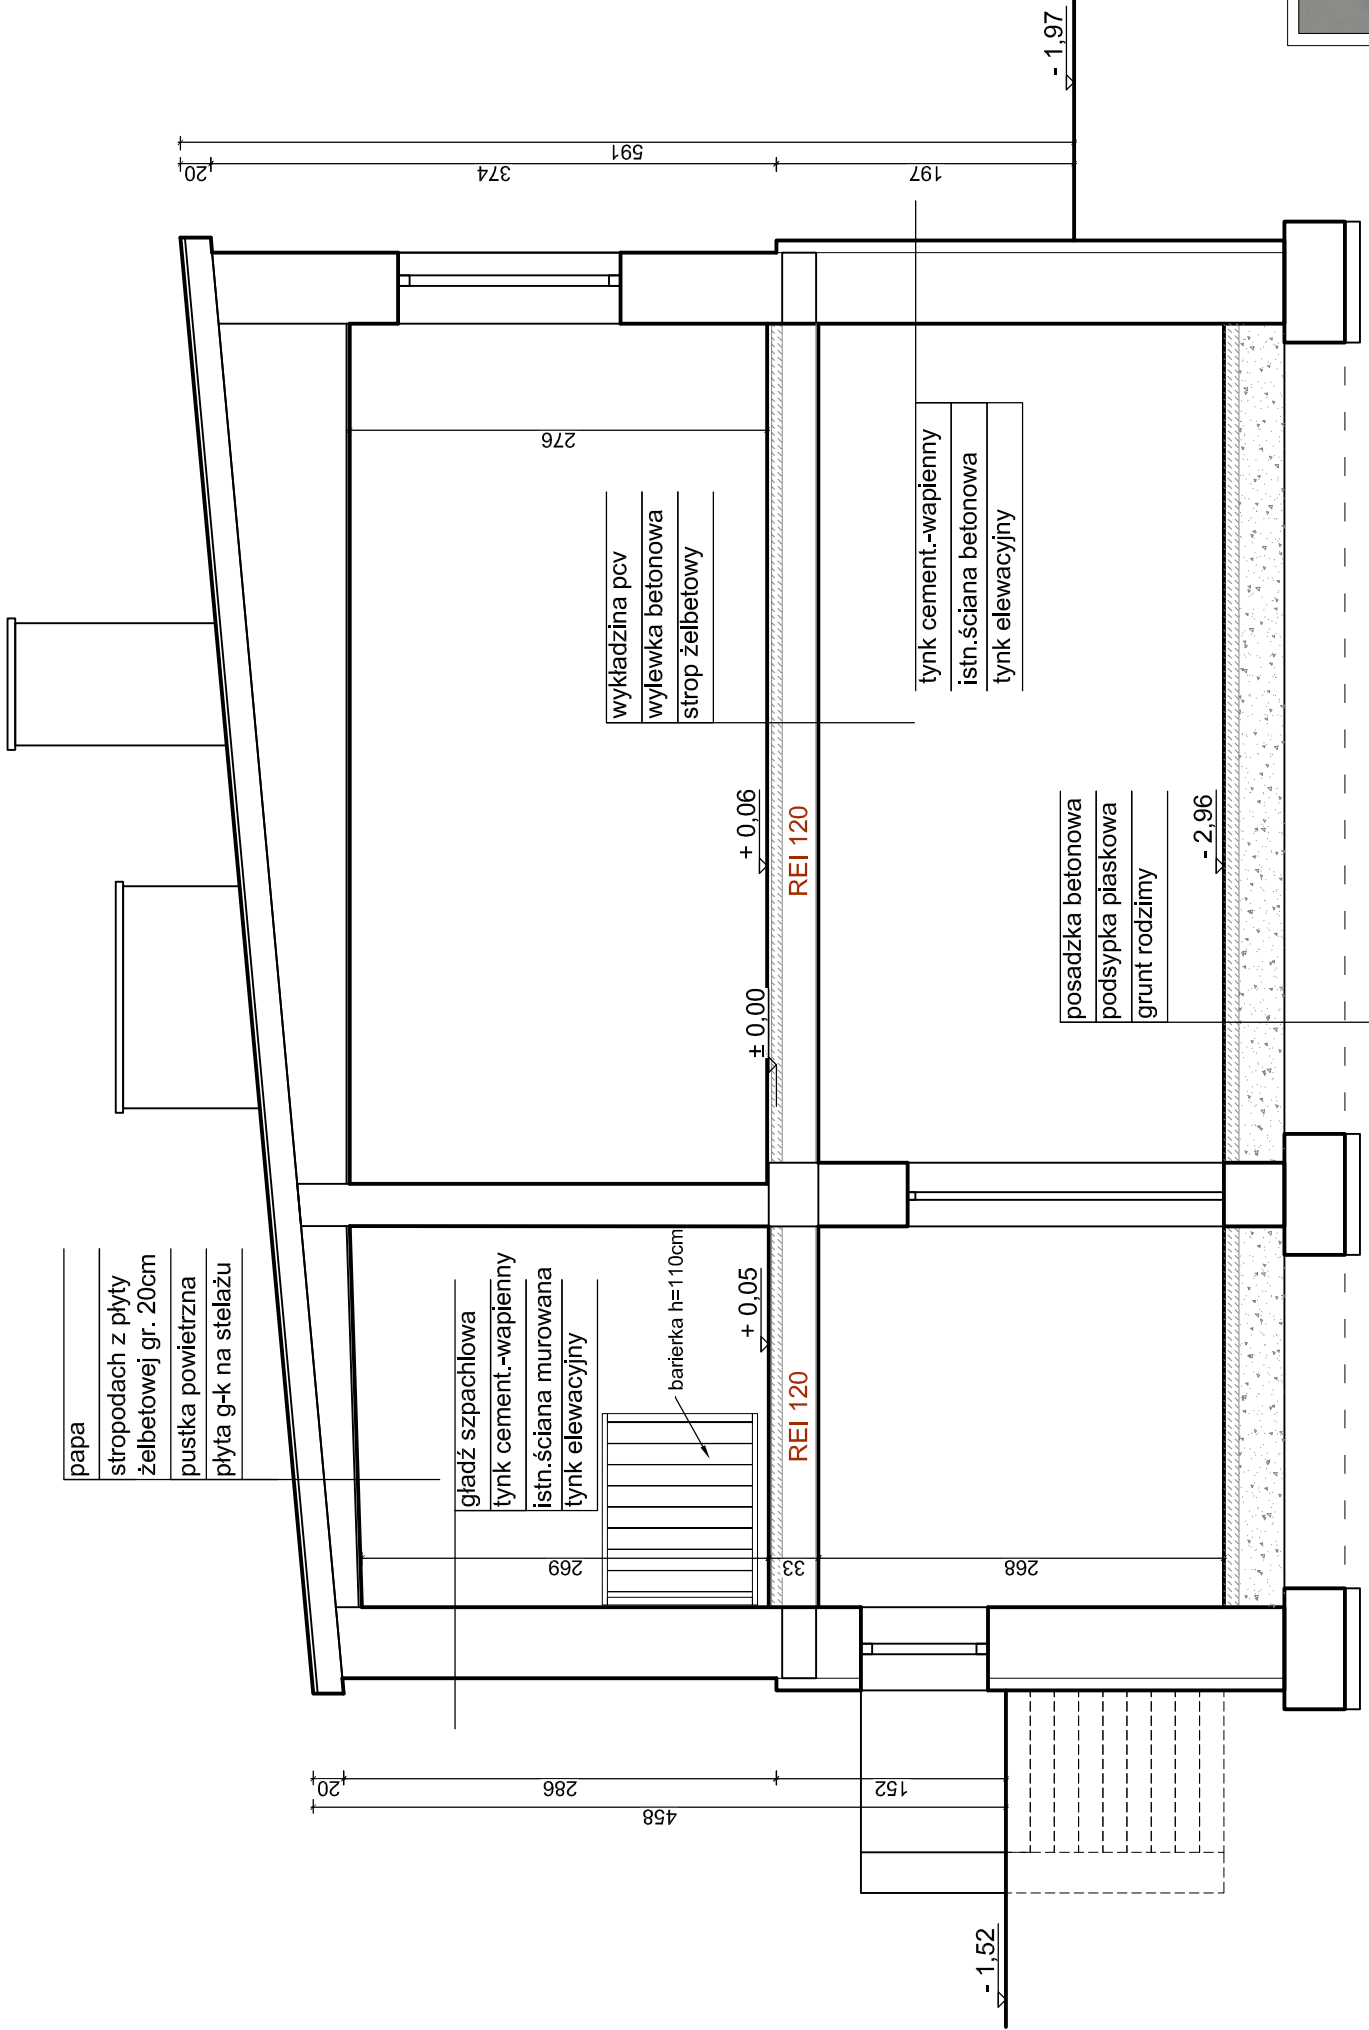 papa
stropodach z płyty
żelbetowej gr. 20cm
pustka powietrzna
płyta g-k na stelażu
gładź szpachlowa
tynk cement.-wapienny
istn.ściana murowana
tynk elewacyjny
barierka h=110cm
+ 0,05
REI 120
269
33
268
20
286
152
458
- 1,52
wykładzina pcv
wylewka betonowa
strop żelbetowy
276
+ 0,06
± 0,00
REI 120
tynk cement.-wapienny
istn.ściana betonowa
tynk elewacyjny
posadzka betonowa
podsypka piaskowa
grunt rodzimy
- 2,96
20
374
197
591
- 1,97